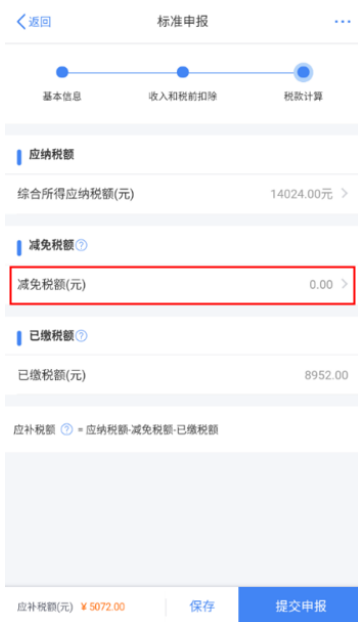 返回 标准申报 ...
基本信息 收入和税前扣除 税款计算
应纳税额
综合所得应纳税额(元) 14024.00元 >
减免税额?
减免税额(元) 0.00 >
已缴税额?
已缴税额(元) 8952.00
应补税额 ? = 应纳税额-减免税额-已缴税额
应补税额(元) ¥5072.00 保存 提交申报